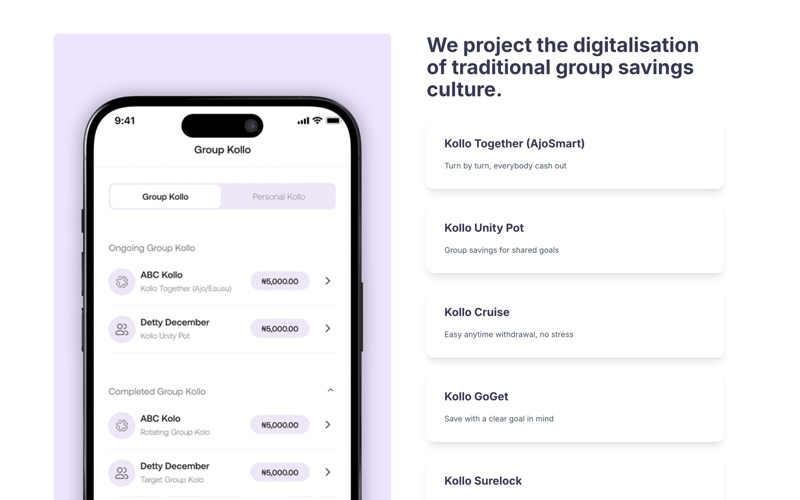 We project the digitalisation
of traditional group savings
culture.
9:41
Group Kollo
Group Kollo
Personal Kollo
Ongoing Group Kollo
ABC Kollo
Kollo Together (Ajo/Esusu)
₦5,000.00
Detty December
Kollo Unity Pot
₦5,000.00
Completed Group Kollo
ABC Kolo
Rotating Group Kolo
₦5,000.00
Detty December
Target Group Kolo
₦5,000.00
Kollo Together (AjoSmart)
Turn by turn, everybody cash out
Kollo Unity Pot
Group savings for shared goals
Kollo Cruise
Easy anytime withdrawal, no stress
Kollo GoGet
Save with a clear goal in mind
Kollo Surelock